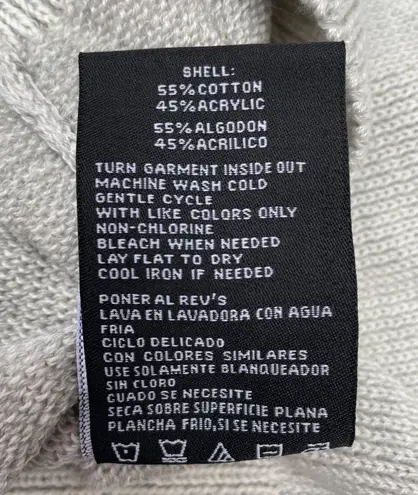 SHELL:
55%COTTON
45%ACRYLIC
55%ALGODON
45%ACRILICO
TURN GARMENT INSIDE OUT
MACHINE WASH COLD
GENTLE CYCLE
WITH LIKE COLORS ONLY
NON-CHLORINE
BLEACH WHEN NEEDED
LAY FLAT TO DRY
COOL IRON IF NEEDED
PONER AL REV'S
LAVA EN LAVADORA CON AGUA
FRIA
CICLO DELICADO
CON COLORES SIMILARES
USE SOLAMENTE BLANQUEADOR
SIN CLORO
CUADO SE NECESITE
SECA SOBRE SUPERFICIE PLANA
PLANCHA FRIO,SI SE NECESITE